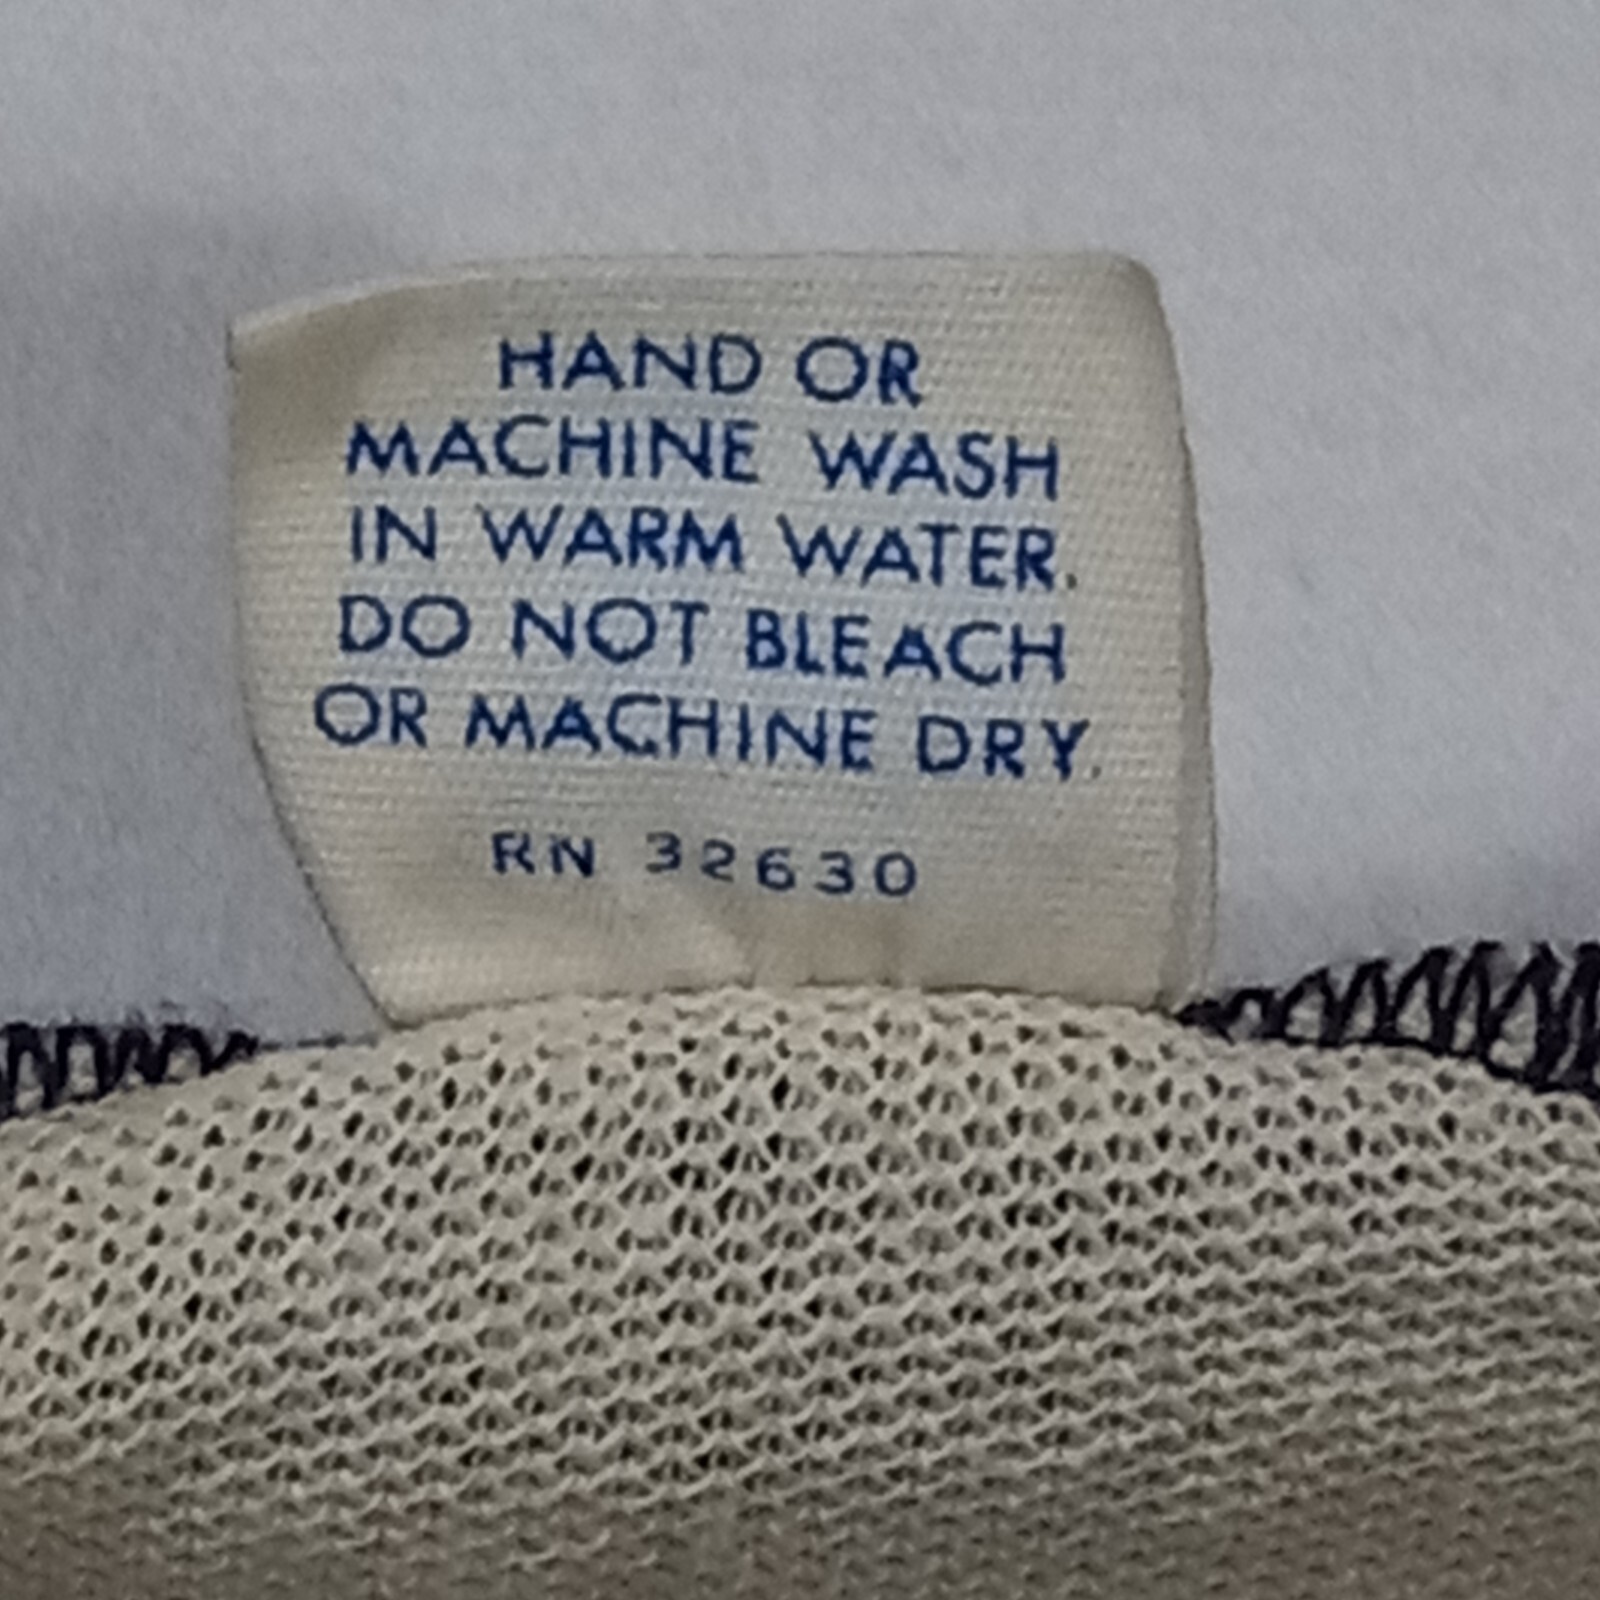 HAND OR
MACHINE WASH
IN WARM WATER.
DO NOT BLEACH
OR MACHINE DRY.
RN 32630